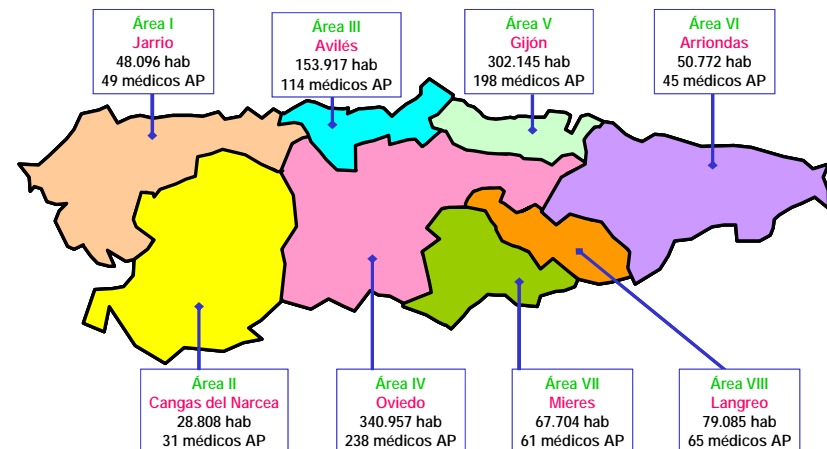 Área I
Jarrio
48.096 hab
49 médicos AP
Área III
Avilés
153.917 hab
114 médicos AP
Área V
Gijón
302.145 hab
198 médicos AP
Área VI
Arriondas
50.772 hab
45 médicos AP
Área II
Cangas del Narcea
28.808 hab
31 médicos AP
Área IV
Oviedo
340.957 hab
238 médicos AP
Área VII
Mieres
67.704 hab
61 médicos AP
Área VIII
Langreo
79.085 hab
65 médicos AP